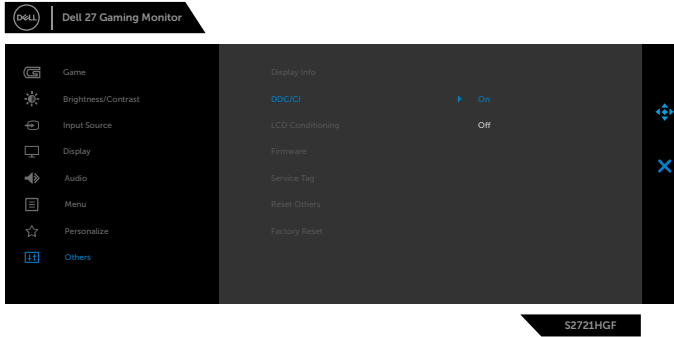 DELL
Dell 27 Gaming Monitor
Game
Brightness/Contrast
Input Source
Display
Audio
Menu
Personalize
Others
Display Info
DDC/CI
On
LCD Conditioning
Off
Firmware
Service Tag
Reset Others
Factory Reset
S2721HGF